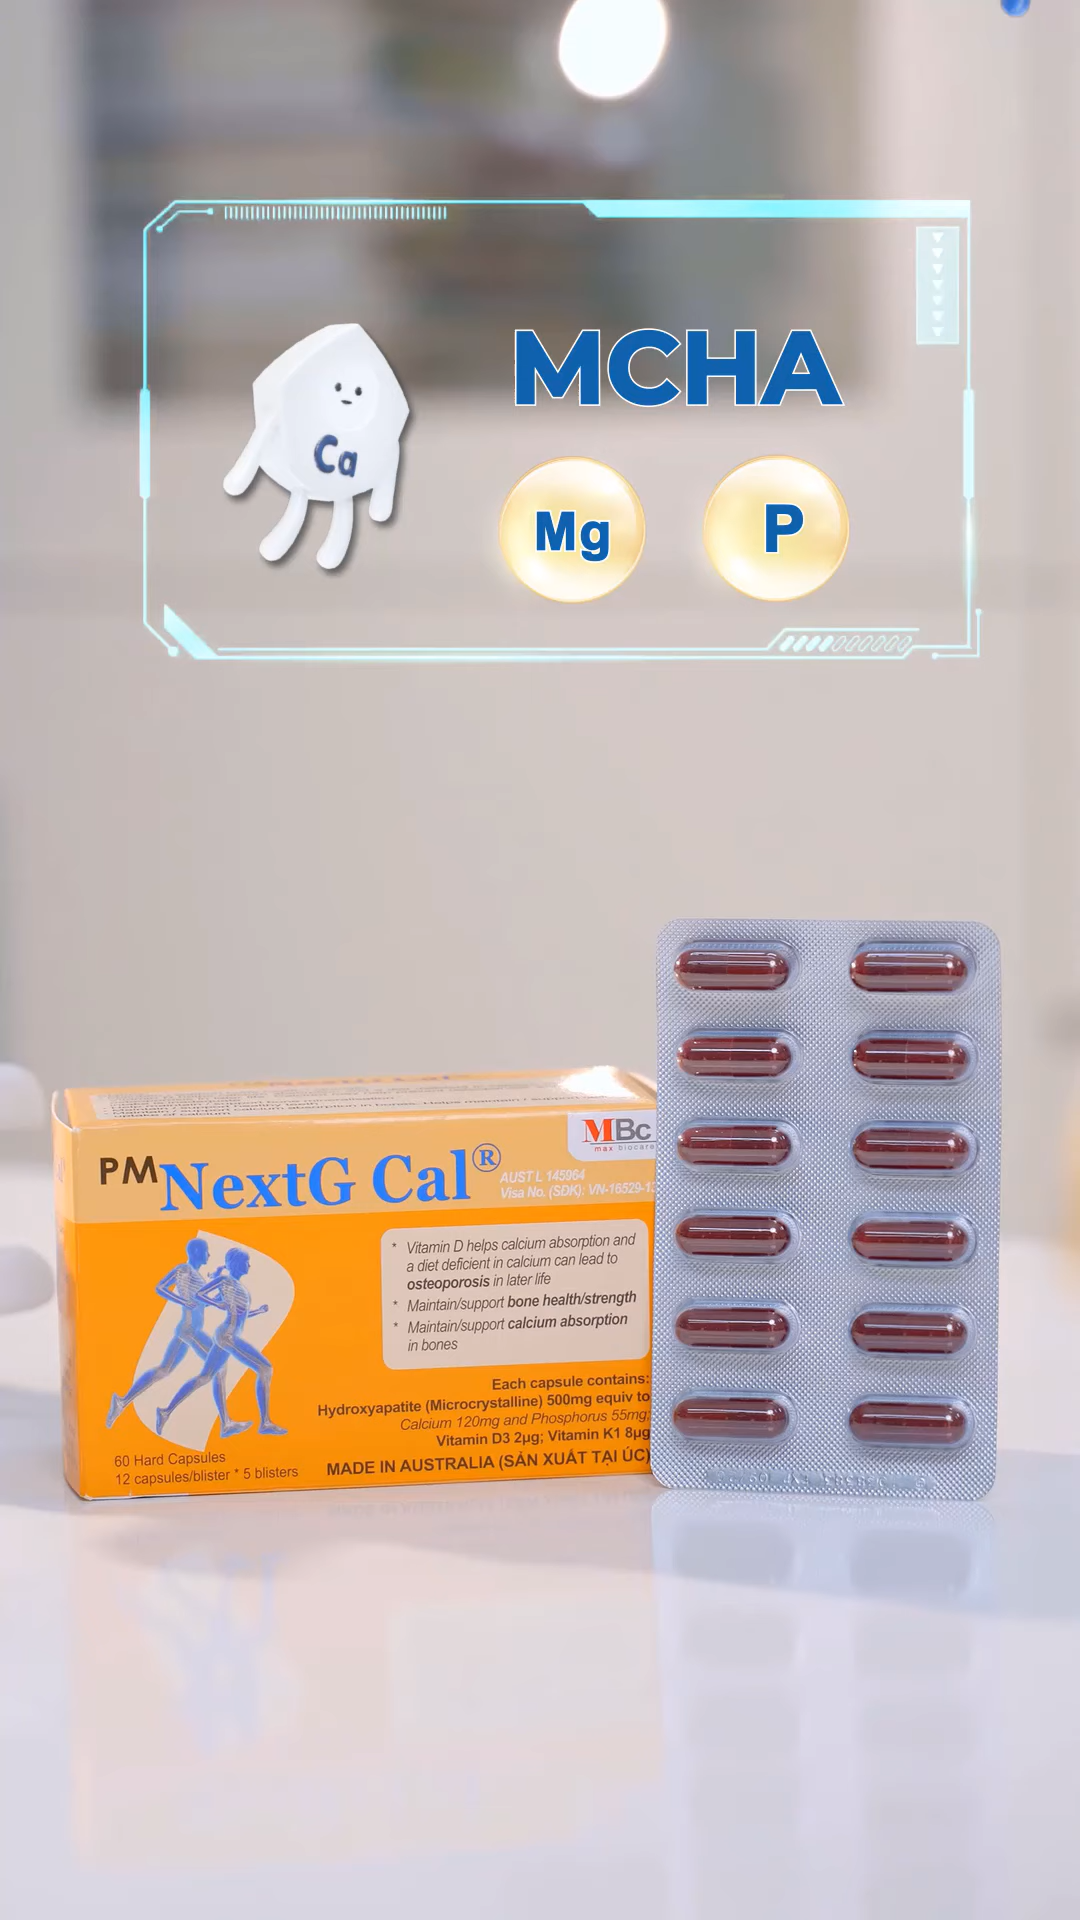 MCHA
Ca
Mg
P
PM NextG Cal®
MBc
max biocare
AUST L 145964
Visa No. (SĐK): VN-16529-13
* Vitamin D helps calcium absorption and
a diet deficient in calcium can lead to
osteoporosis in later life
* Maintain/support bone health/strength
* Maintain/support calcium absorption
in bones
Each capsule contains:
Hydroxyapatite (Microcrystalline) 500mg equiv to
Calcium 120mg and Phosphorus 55mg;
Vitamin D3 2µg; Vitamin K1 8µg
60 Hard Capsules
12 capsules/blister * 5 blisters
MADE IN AUSTRALIA (SẢN XUẤT TẠI ÚC)